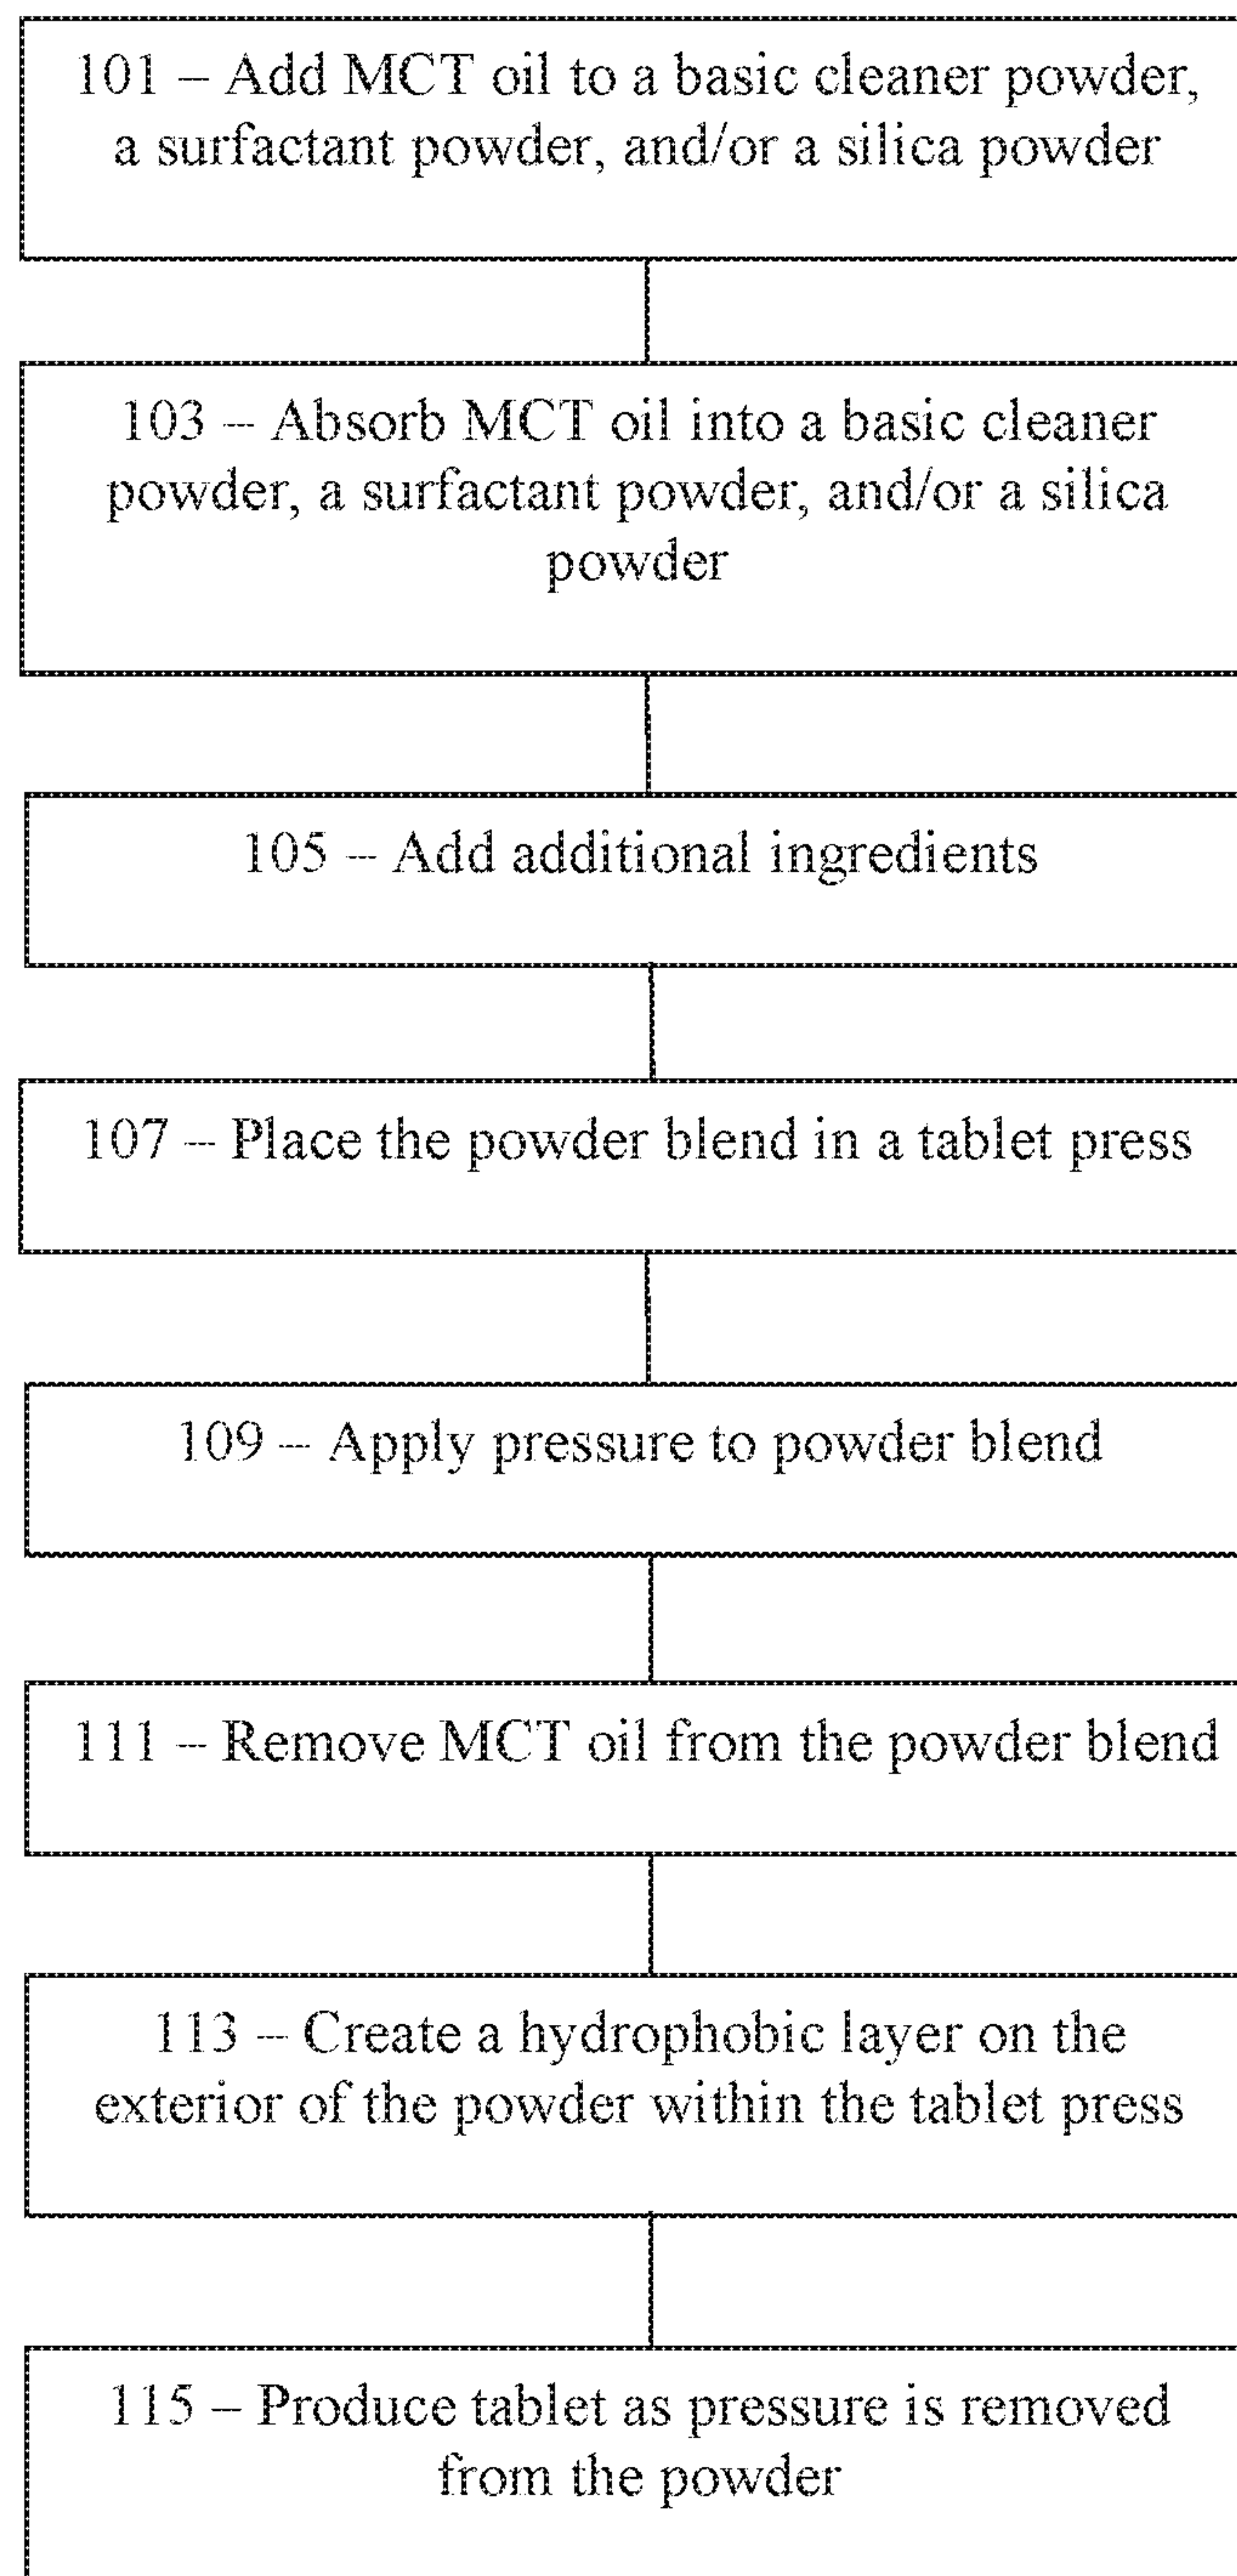 101 – Add MCT oil to a basic cleaner powder,
a surfactant powder, and/or a silica powder
103 – Absorb MCT oil into a basic cleaner
powder, a surfactant powder, and/or a silica
powder
105 – Add additional ingredients
107 – Place the powder blend in a tablet press
109 – Apply pressure to powder blend
111 – Remove MCT oil from the powder blend
113 – Create a hydrophobic layer on the
exterior of the powder within the tablet press
115 – Produce tablet as pressure is removed
from the powder